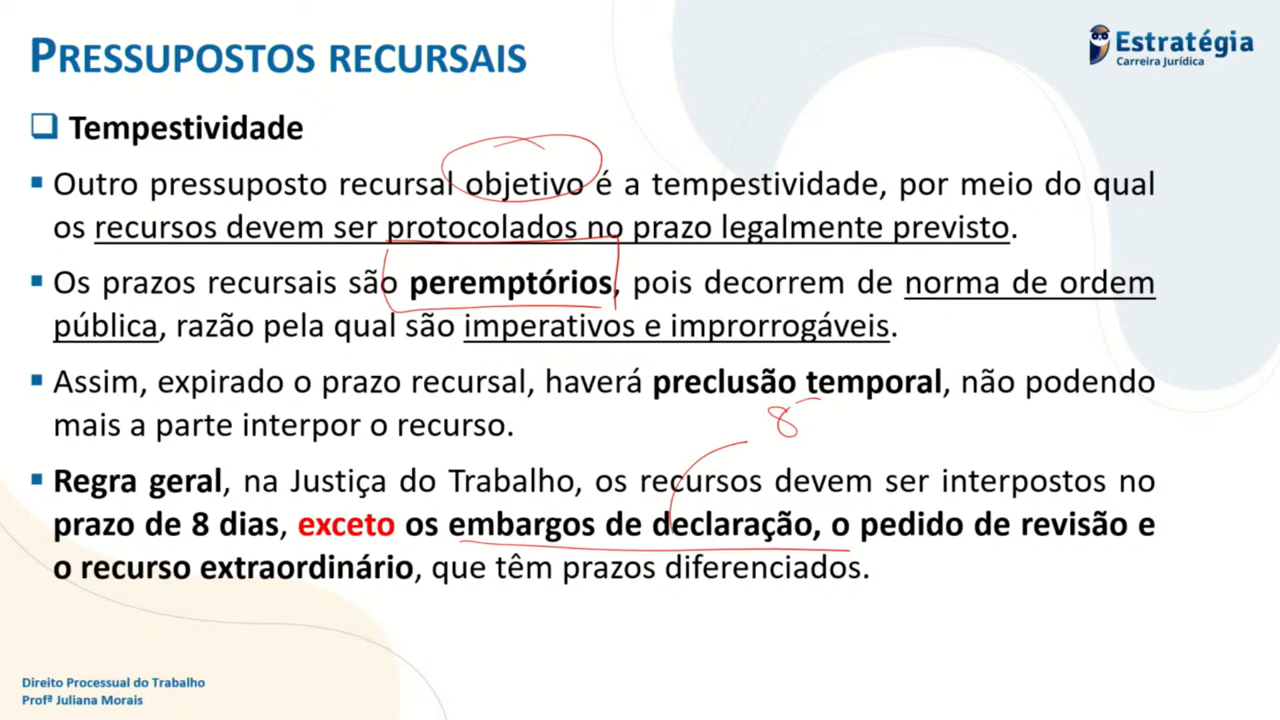 PRESSUPOSTOS RECURSAIS
Estratégia
Carreira Jurídica
Tempestividade
Outro pressuposto recursal objetivo é a tempestividade, por meio do qual
os recursos devem ser protocolados no prazo legalmente previsto.
Os prazos recursais são peremptórios, pois decorrem de norma de ordem
pública, razão pela qual são imperativos e improrrogáveis.
Assim, expirado o prazo recursal, haverá preclusão temporal, não podendo
mais a parte interpor o recurso.
8
Regra geral, na Justiça do Trabalho, os recursos devem ser interpostos no
prazo de 8 dias, exceto os embargos de declaração, o pedido de revisão e
o recurso extraordinário, que têm prazos diferenciados.
Direito Processual do Trabalho
Profª Juliana Morais